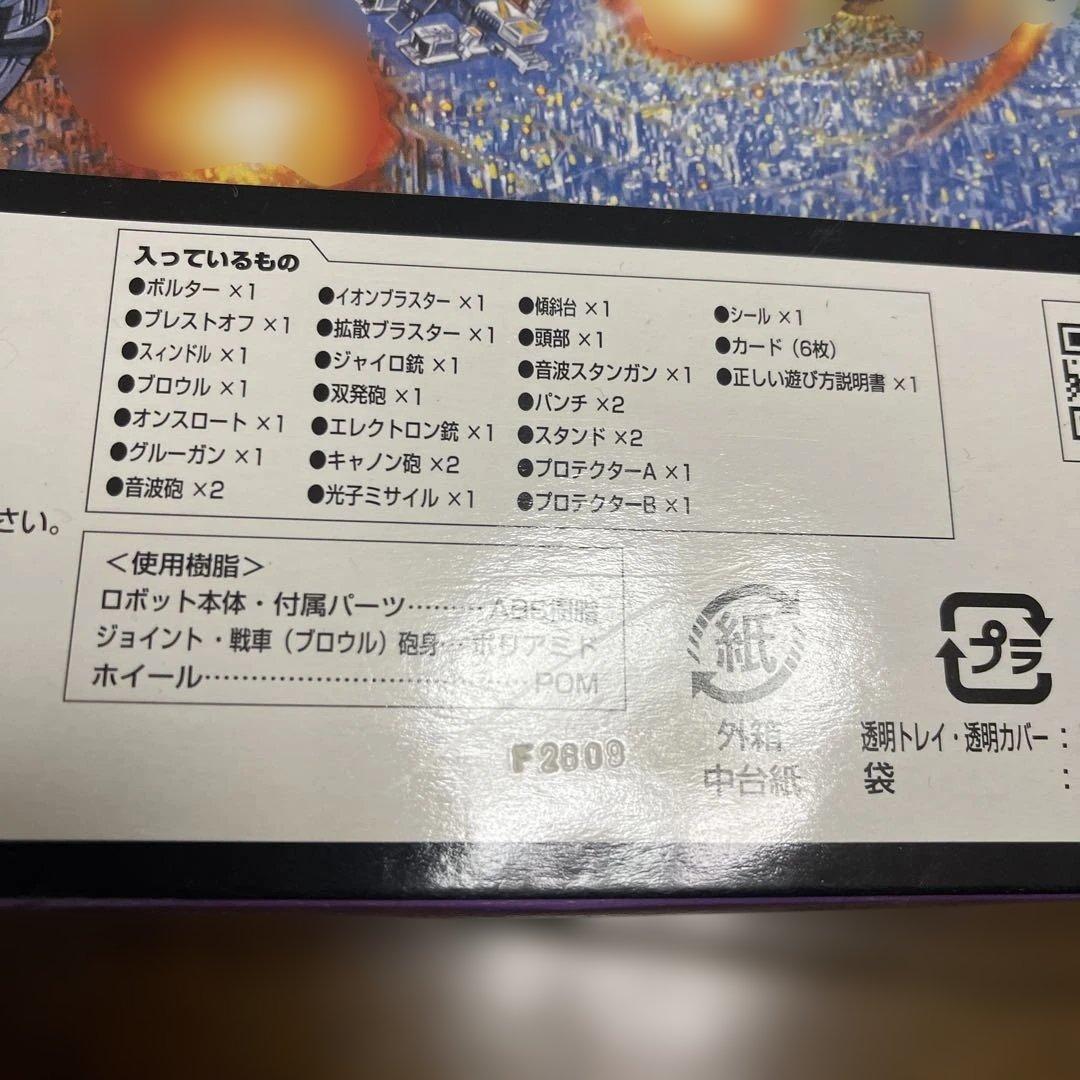 入っているもの
●ボルター ×1
●ブレストオフ ×1
●スィンドル ×1
●ブロウル ×1
●オンスロート ×1
●グルーガン ×1
●音波砲 ×2
●イオンブラスター ×1
●拡散ブラスター ×1
●ジャイロ銃 ×1
●双発砲 ×1
●エレクトロン銃 ×1
●キャノン砲 ×2
●光子ミサイル ×1
●傾斜台 ×1
●頭部 ×1
●音波スタンガン ×1
●パンチ ×2
●スタンド ×2
●プロテクターA ×1
●プロテクターB ×1
●シール ×1
●カード（6枚）
●正しい遊び方説明書 ×1
さい。
＜使用樹脂＞
ロボット本体・付属パーツ………ABS樹脂
ジョイント・戦車（ブロウル）砲身…ポリアミド
ホイール……………………………POM
F2609
紙
外箱
中台紙
プラ
透明トレイ・透明カバー：
袋：